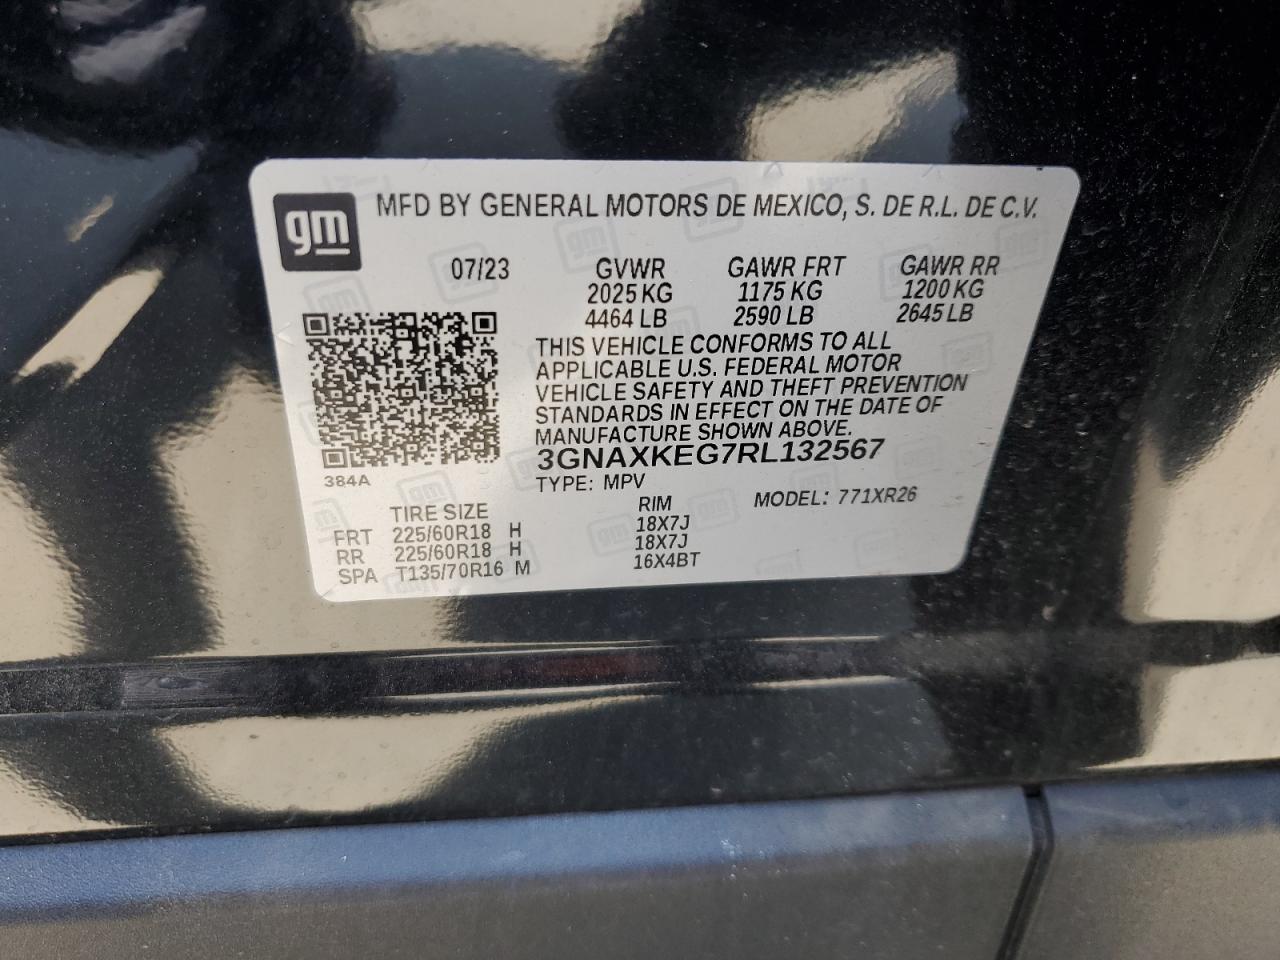 gm
MFD BY GENERAL MOTORS DE MEXICO, S. DE R.L. DE C.V.
07/23 GVWR GAWR FRT GAWR RR
2025 KG 1175 KG 1200 KG
4464 LB 2590 LB 2645 LB
THIS VEHICLE CONFORMS TO ALL
APPLICABLE U.S. FEDERAL MOTOR
VEHICLE SAFETY AND THEFT PREVENTION
STANDARDS IN EFFECT ON THE DATE OF
MANUFACTURE SHOWN ABOVE.
3GNAXKEG7RL132567
384A
TYPE: MPV
MODEL: 771XR26
TIRE SIZE RIM
FRT 225/60R18 H 18X7J
RR 225/60R18 H 18X7J
SPA T135/70R16 M 16X4BT